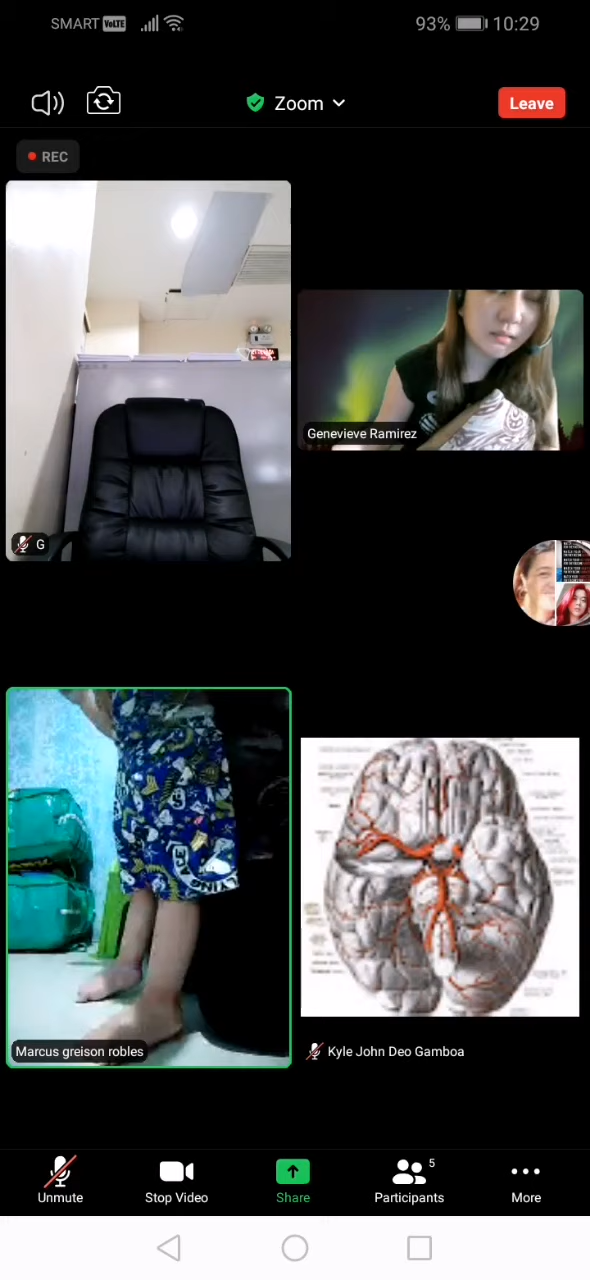 SMART VoLTE 93% 10:29
Zoom Leave
REC
G
Genevieve Ramirez
Marcus greison robles
Kyle John Deo Gamboa
5
Unmute Stop Video Share Participants More